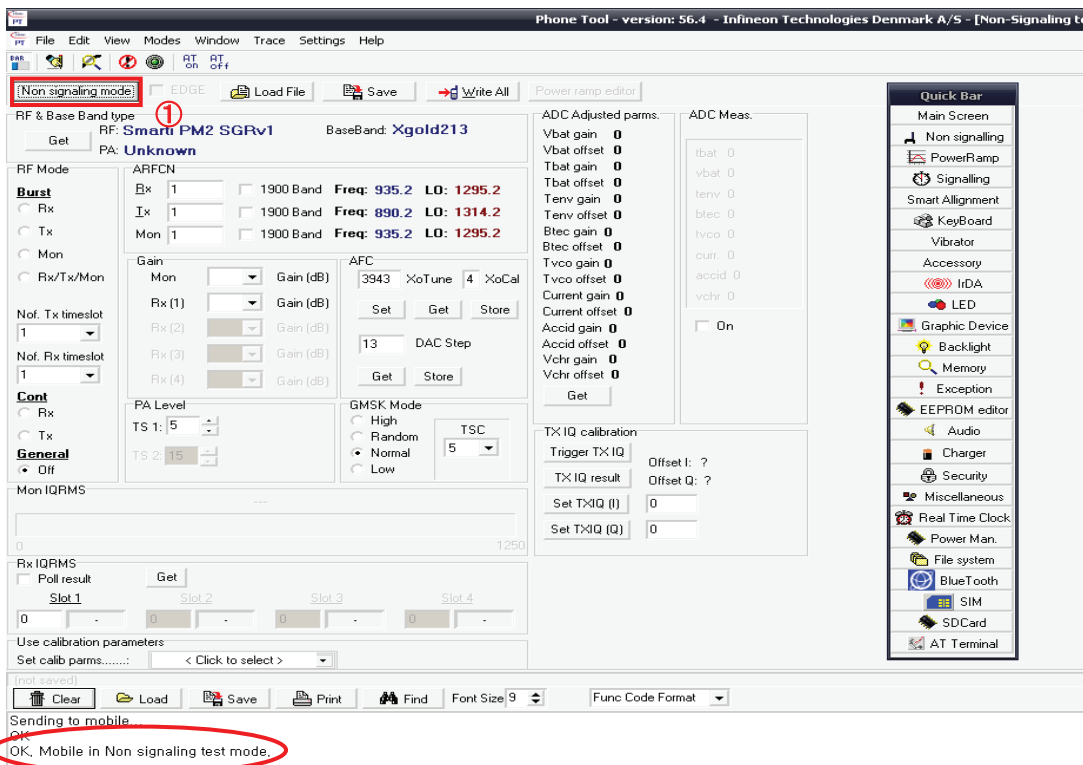 Phone Tool - version: 56.4 - Infineon Technologies Denmark A/S - [Non-Signaling te
PT File Edit View Modes Window Trace Settings Help
BAR AT on AT off
Non signaling mode EDGE Load File Save Write All Power ramp editor
①
RF & Base Band type
Get RF: Smarti PM2 SGRv1 BaseBand: Xgold213
PA: Unknown
RF Mode
Burst
Rx
Tx
Mon
Rx/Tx/Mon
Nof. Tx timeslot
1
Nof. Rx timeslot
1
Cont
Rx
Tx
General
Off
ARFCN
Rx 1 1900 Band Freq: 935.2 LO: 1295.2
Tx 1 1900 Band Freq: 890.2 LO: 1314.2
Mon 1 1900 Band Freq: 935.2 LO: 1295.2
Gain
Mon Gain (dB)
Rx (1) Gain (dB)
Rx (2) Gain (dB)
Rx (3) Gain (dB)
Rx (4) Gain (dB)
AFC
3943 XoTune 4 XoCal
Set Get Store
13 DAC Step
Get Store
PA Level
TS 1: 5
TS 2: 15
GMSK Mode
High
Random
Normal
Low
TSC
5
Mon IQRMS
---
0 1250
Rx IQRMS
Poll result Get
Slot 1 Slot 2 Slot 3 Slot 4
0 - 0 - 0 - 0 -
Use calibration parameters
Set calib parms......: < Click to select >
ADC Adjusted parms.
Vbat gain 0
Vbat offset 0
Tbat gain 0
Tbat offset 0
Tenv gain 0
Tenv offset 0
Btec gain 0
Btec offset 0
Tvco gain 0
Tvco offset 0
Current gain 0
Current offset 0
Accid gain 0
Accid offset 0
Vchr gain 0
Vchr offset 0
Get
ADC Meas.
tbat 0
vbat 0
tenv 0
btec 0
tvco 0
curr. 0
accid 0
vchr 0
On
TX IQ calibration
Trigger TX IQ
TX IQ result
Offset I: ?
Offset Q: ?
Set TXIQ (I) 0
Set TXIQ (Q) 0
Quick Bar
Main Screen
Non signalling
PowerRamp
Signalling
Smart Allignment
KeyBoard
Vibrator
Accessory
IrDA
LED
Graphic Device
Backlight
Memory
Exception
EEPROM editor
Audio
Charger
Security
Miscellaneous
Real Time Clock
Power Man.
File system
BlueTooth
SIM
SDCard
AT Terminal
(not saved)
Clear Load Save Print Find Font Size 9 Func Code Format
Sending to mobile...
OK
OK, Mobile in Non signaling test mode,